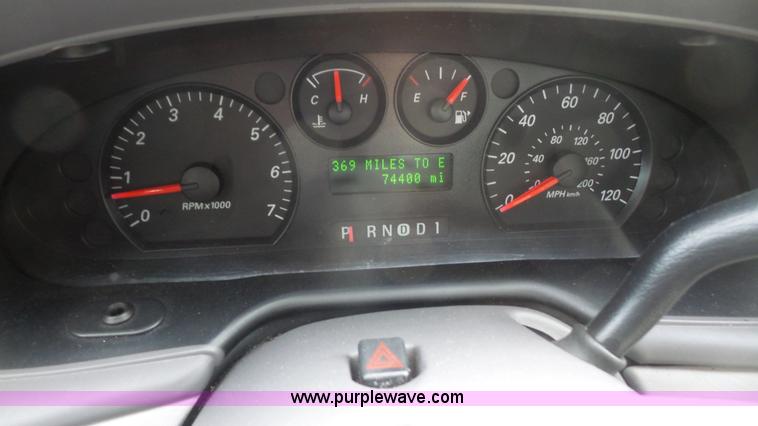 0 1 2 3 4 5 6 7
RPMx1000
C H
E F
369 MILES TO E
74400 mi
P R N D D 1
0 20 40 60 80 100 120
0 40 80 120 160 200
MPH km/h
www.purplewave.com